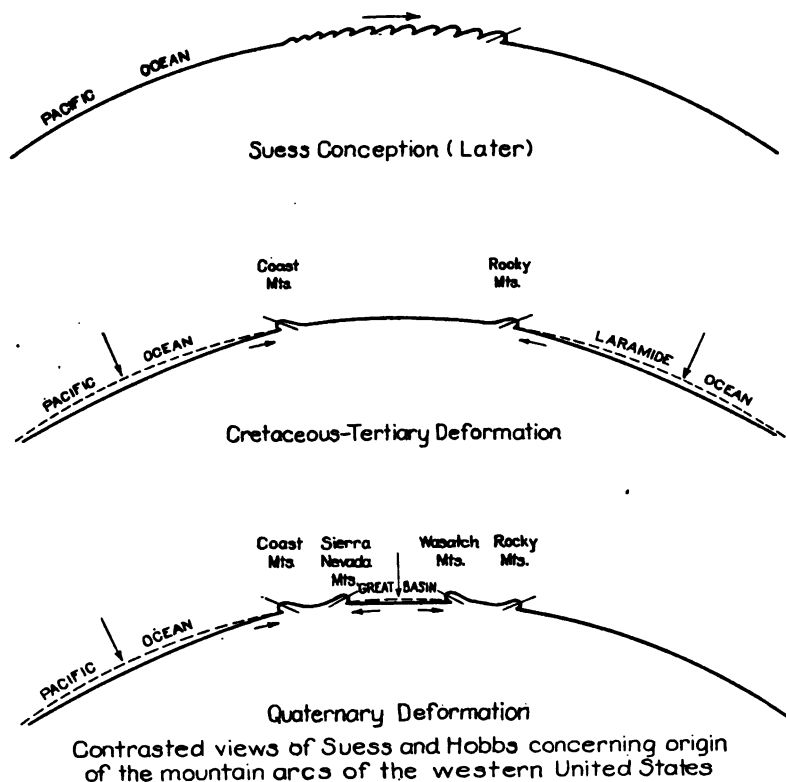 PACIFIC OCEAN
Suess Conception (Later)
Coast
Mts.
Rocky
Mts.
PACIFIC OCEAN
LARAMIDE OCEAN
Cretaceous-Tertiary Deformation
Coast
Mts.
Sierra
Nevada
Mts.
Wasatch
Mts.
Rocky
Mts.
GREAT BASIN
PACIFIC OCEAN
Quaternary Deformation
Contrasted views of Suess and Hobbs concerning origin
of the mountain arcs of the western United States